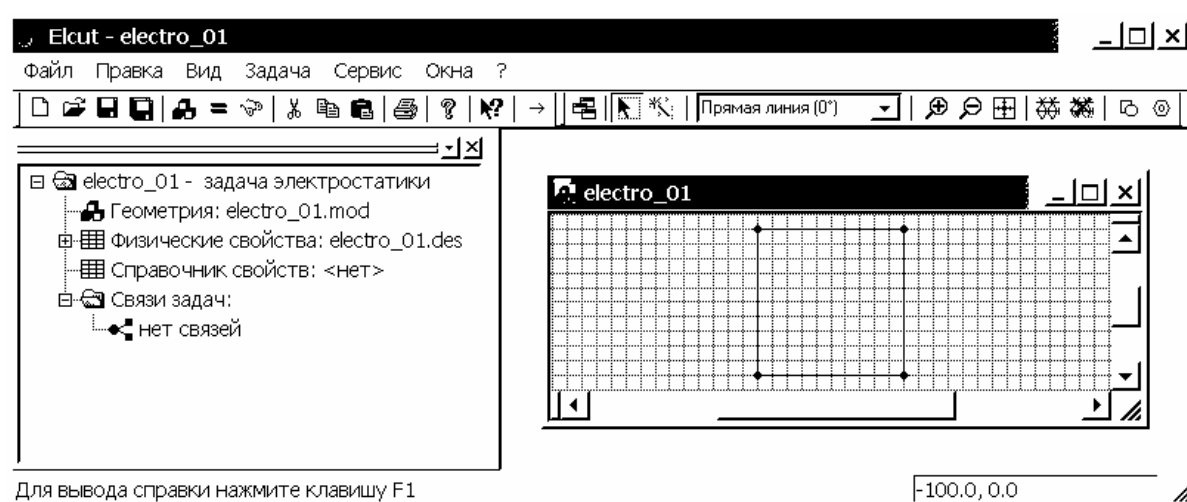 Elcut - electro_01
Файл Правка Вид Задача Сервис Окна ?
Прямая линия (0°)
electro_01 - задача электростатики
Геометрия: electro_01.mod
Физические свойства: electro_01.des
Справочник свойств: <нет>
Связи задач:
нет связей
electro_01
Для вывода справки нажмите клавишу F1
-100.0, 0.0